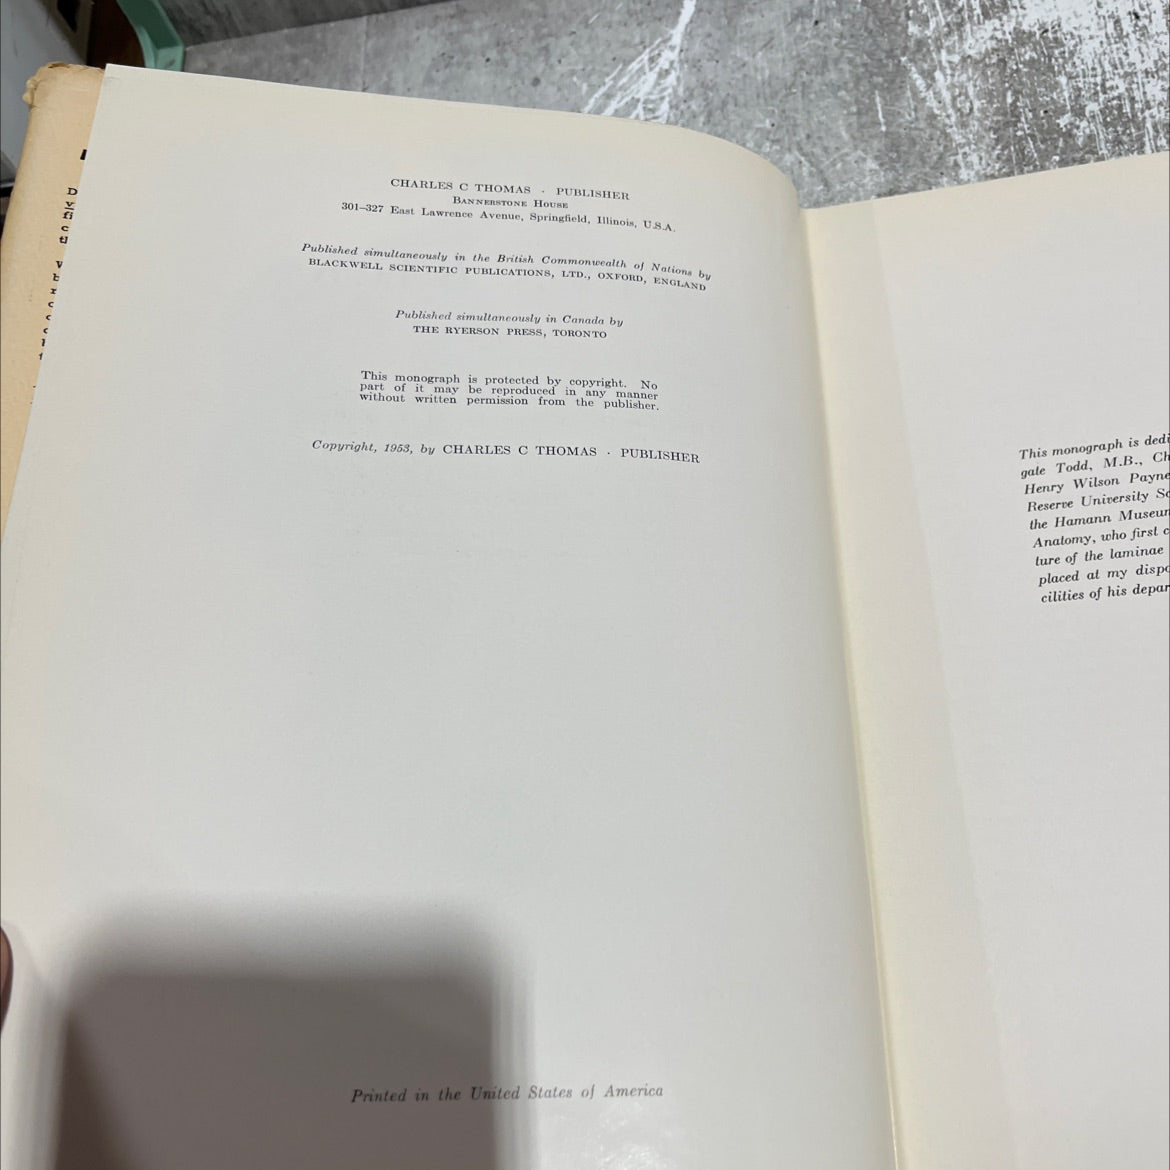 CHARLES C THOMAS · PUBLISHER
BANNERSTONE HOUSE
301–327 East Lawrence Avenue, Springfield, Illinois, U.S.A.
Published simultaneously in the British Commonwealth of Nations by
BLACKWELL SCIENTIFIC PUBLICATIONS, LTD., OXFORD, ENGLAND
Published simultaneously in Canada by
THE RYERSON PRESS, TORONTO
This monograph is protected by copyright. No
part of it may be reproduced in any manner
without written permission from the publisher.
Copyright, 1953, by CHARLES C THOMAS · PUBLISHER
Printed in the United States of America
This monograph is dedi
gate Todd, M.B., Ch
Henry Wilson Payne
Reserve University Sc
the Hamann Museum
Anatomy, who first c
ture of the laminae
placed at my dispo
cilities of his depar